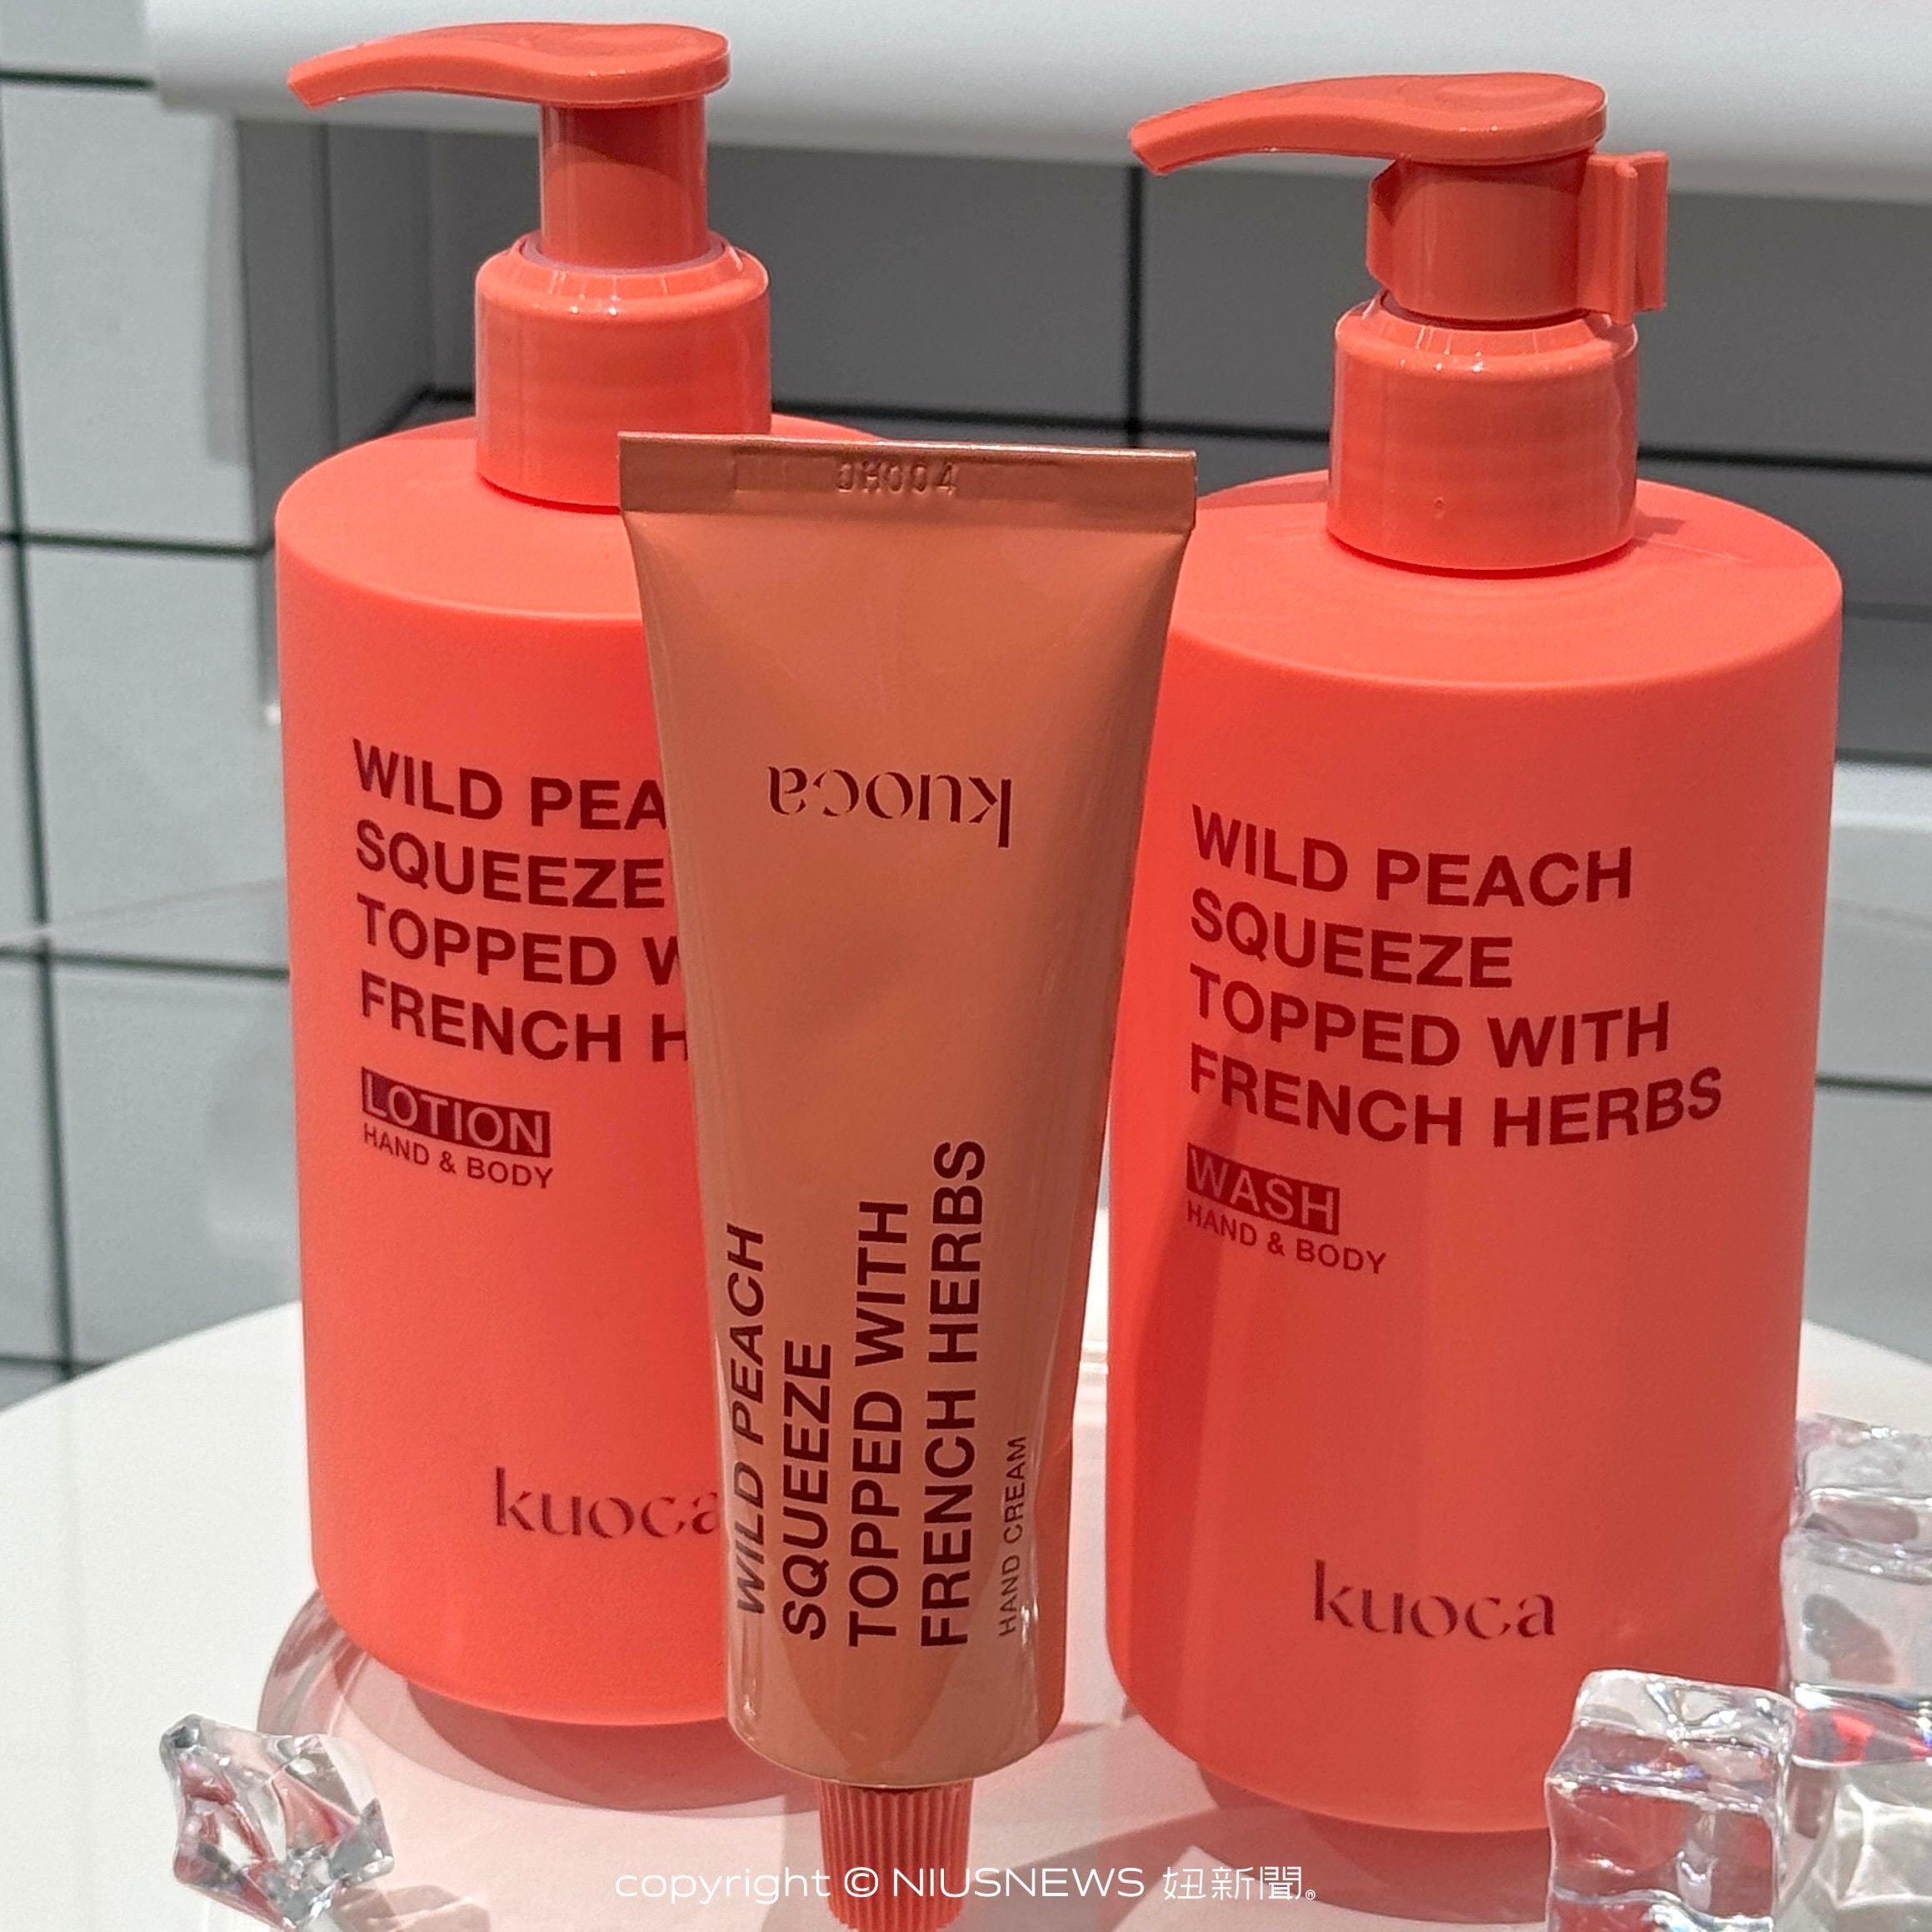 WILD PEA
SQUEEZE
TOPPED W
FRENCH H
LOTION
HAND & BODY
kuoca
kuoca
WILD PEACH
SQUEEZE
TOPPED WITH
FRENCH HERBS
HAND CREAM
WILD PEACH
SQUEEZE
TOPPED WITH
FRENCH HERBS
WASH
HAND & BODY
kuoca
copyright © NIUSNEWS 妞新聞®